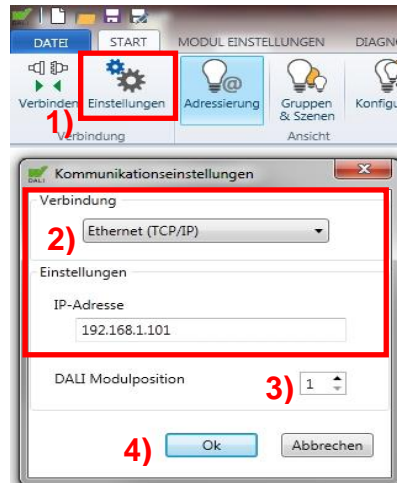 DATEI START MODUL EINSTELLUNGEN DIAGN
Verbinden Einstellungen Adressierung Gruppen & Szenen Konfigu
1)
Verbindung Ansicht
DALI Kommunikationseinstellungen
Verbindung
2) Ethernet (TCP/IP)
Einstellungen
IP-Adresse
192.168.1.101
DALI Modulposition 3) 1
4) Ok Abbrechen